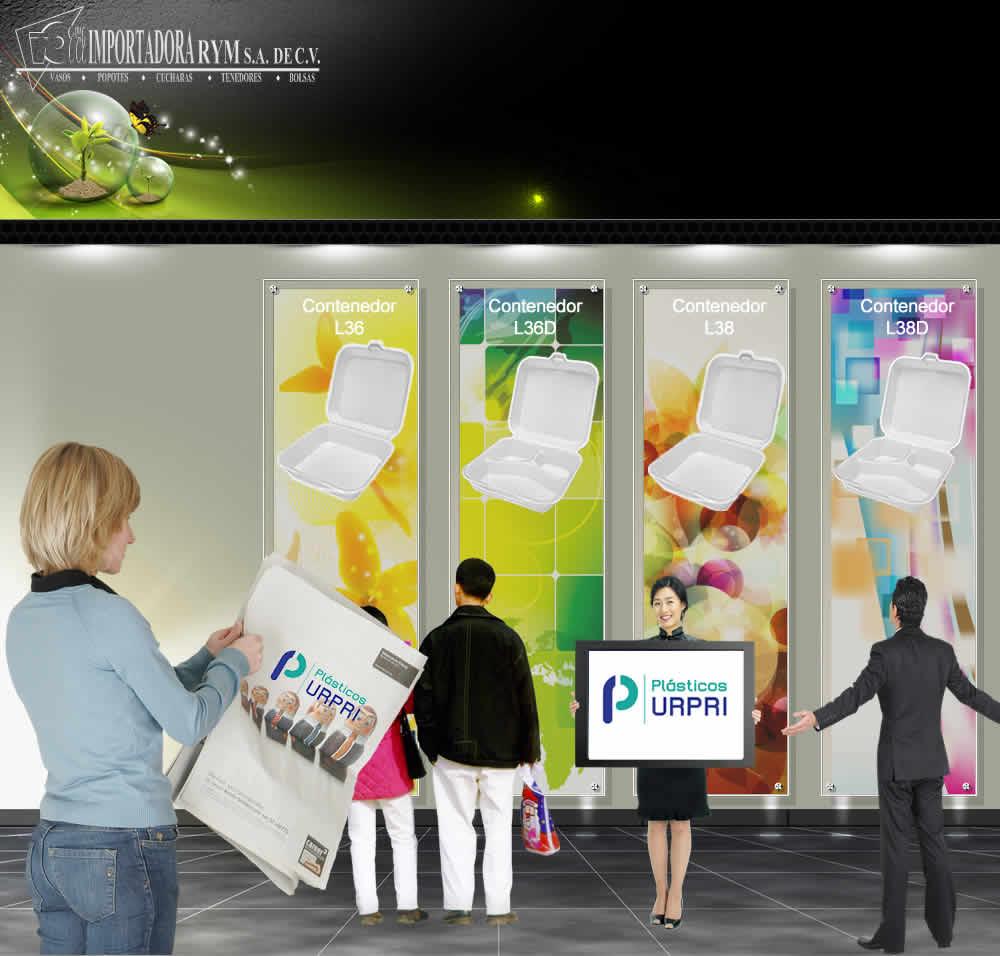 IMPORTADORA RYM S.A. DE C.V.
VASOS ♦ POPOTES ♦ CUCHARAS ♦ TENEDORES ♦ BOLSAS
Contenedor
L36
Contenedor
L36D
Contenedor
L38
Contenedor
L38D
Plásticos
URPRI
Plásticos
URPRI